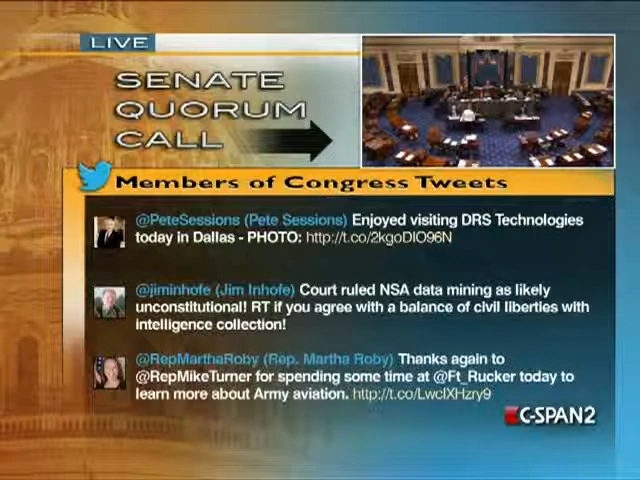 LIVE
SENATE
QUORUM
CALL
Members of Congress Tweets
@PeteSessions (Pete Sessions) Enjoyed visiting DRS Technologies
today in Dallas - PHOTO: http://t.co/2kgoDlO96N
@jiminhofe (Jim Inhofe) Court ruled NSA data mining as likely
unconstitutional! RT if you agree with a balance of civil liberties with
intelligence collection!
@RepMarthaRoby (Rep. Martha Roby) Thanks again to
@RepMikeTurner for spending some time at @Ft_Rucker today to
learn more about Army aviation. http://t.co/LwclXHzry9
C-SPAN2